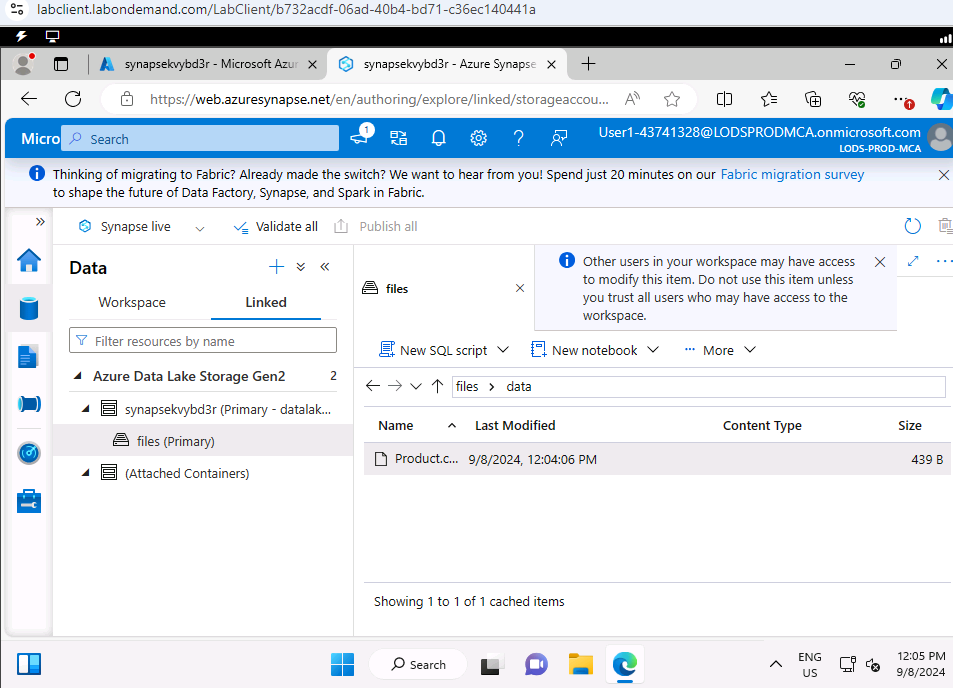 labclient.labondemand.com/LabClient/b732acdf-06ad-40b4-bd71-c36ec140441a
synapsekvybd3r - Microsoft Azur
synapsekvybd3r - Azure Synapse
https://web.azuresynapse.net/en/authoring/explore/linked/storageaccou...
Micro
Search
1
User1-43741328@LODSPRODMCA.onmicrosoft.com
LODS-PROD-MCA
Thinking of migrating to Fabric? Already made the switch? We want to hear from you! Spend just 20 minutes on our Fabric migration survey
to shape the future of Data Factory, Synapse, and Spark in Fabric.
Synapse live
Validate all
Publish all
Data
Workspace
Linked
Filter resources by name
Azure Data Lake Storage Gen2 2
synapsekvybd3r (Primary - datalak...
files (Primary)
(Attached Containers)
files
Other users in your workspace may have access
to modify this item. Do not use this item unless
you trust all users who may have access to the
workspace.
New SQL script
New notebook
More
files > data
Name Last Modified Content Type Size
Product.c... 9/8/2024, 12:04:06 PM 439 B
Showing 1 to 1 of 1 cached items
Search
ENG
US
12:05 PM
9/8/2024